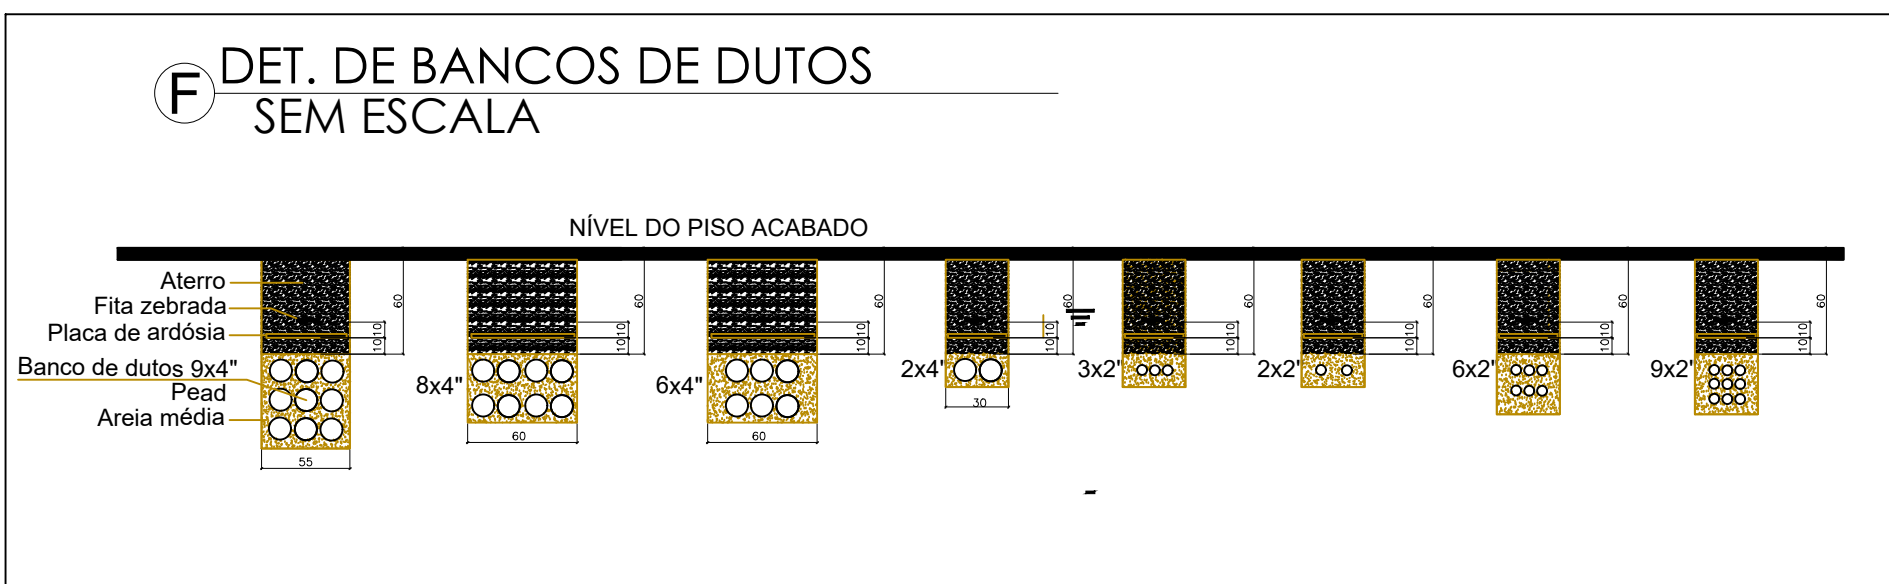 F
DET. DE BANCOS DE DUTOS
SEM ESCALA
NÍVEL DO PISO ACABADO
Aterro
Fita zebrada
Placa de ardósia
Banco de dutos 9x4"
Pead
Areia média
60
10
10
55
8x4"
60
10
10
60
6x4"
60
10
10
60
2x4'
60
10
10
30
3x2'
60
10
10
2x2'
60
10
10
6x2'
60
10
10
9x2'
60
10
10